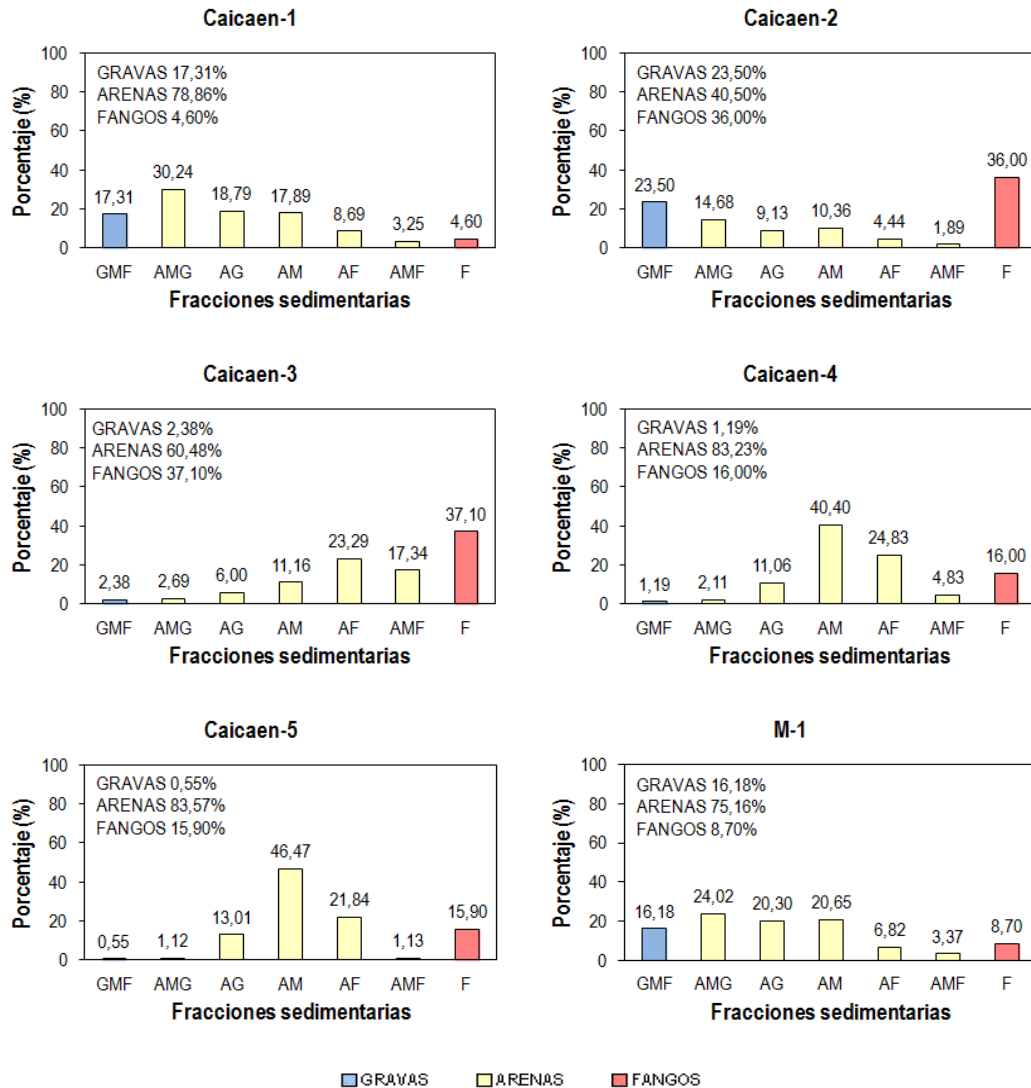 Caicaen-1
Porcentaje (%)
100
80
60
40
20
0
GRAVAS 17,31%
ARENAS 78,86%
FANGOS 4,60%
17,31 30,24 18,79 17,89 8,69 3,25 4,60
GMF AMG AG AM AF AMF F
Fracciones sedimentarias
Caicaen-2
Porcentaje (%)
100
80
60
40
20
0
GRAVAS 23,50%
ARENAS 40,50%
FANGOS 36,00%
23,50 14,68 9,13 10,36 4,44 1,89 36,00
GMF AMG AG AM AF AMF F
Fracciones sedimentarias
Caicaen-3
Porcentaje (%)
100
80
60
40
20
0
GRAVAS 2,38%
ARENAS 60,48%
FANGOS 37,10%
2,38 2,69 6,00 11,16 23,29 17,34 37,10
GMF AMG AG AM AF AMF F
Fracciones sedimentarias
Caicaen-4
Porcentaje (%)
100
80
60
40
20
0
GRAVAS 1,19%
ARENAS 83,23%
FANGOS 16,00%
1,19 2,11 11,06 40,40 24,83 4,83 16,00
GMF AMG AG AM AF AMF F
Fracciones sedimentarias
Caicaen-5
Porcentaje (%)
100
80
60
40
20
0
GRAVAS 0,55%
ARENAS 83,57%
FANGOS 15,90%
0,55 1,12 13,01 46,47 21,84 1,13 15,90
GMF AMG AG AM AF AMF F
Fracciones sedimentarias
M-1
Porcentaje (%)
100
80
60
40
20
0
GRAVAS 16,18%
ARENAS 75,16%
FANGOS 8,70%
16,18 24,02 20,30 20,65 6,82 3,37 8,70
GMF AMG AG AM AF AMF F
Fracciones sedimentarias
GRAVAS ARENAS FANGOS